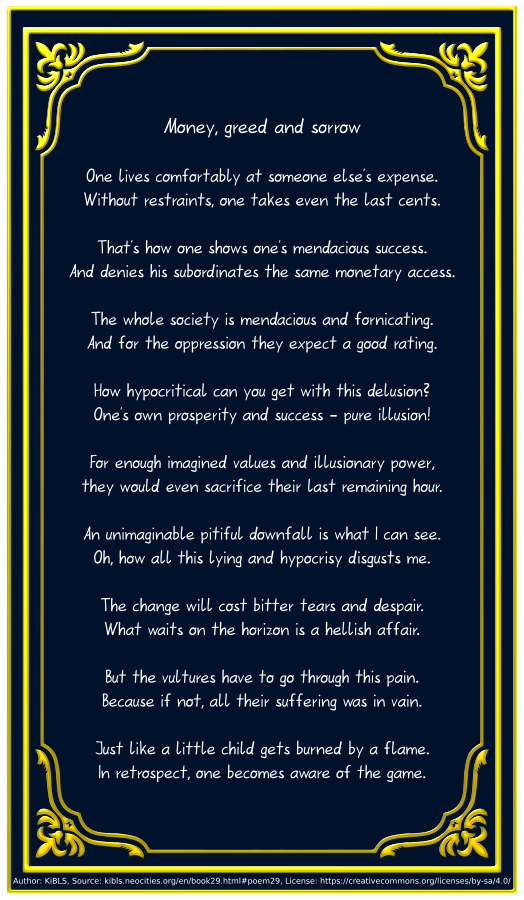 Money, greed and sorrow
One lives comfortably at someone else's expense.
Without restraints, one takes even the last cents.
That's how one shows one's mendacious success.
And denies his subordinates the same monetary access.
The whole society is mendacious and fornicating.
And for the oppression they expect a good rating.
How hypocritical can you get with this delusion?
One's own prosperity and success – pure illusion!
For enough imagined values and illusionary power,
they would even sacrifice their last remaining hour.
An unimaginable pitiful downfall is what I can see.
Oh, how all this lying and hypocrisy disgusts me.
The change will cost bitter tears and despair.
What waits on the horizon is a hellish affair.
But the vultures have to go through this pain.
Because if not, all their suffering was in vain.
Just like a little child gets burned by a flame.
In retrospect, one becomes aware of the game.
Author: KiBLS, Source: kibls.neocities.org/en/book29.html#poem29, License: https://creativecommons.org/licenses/by-sa/4.0/